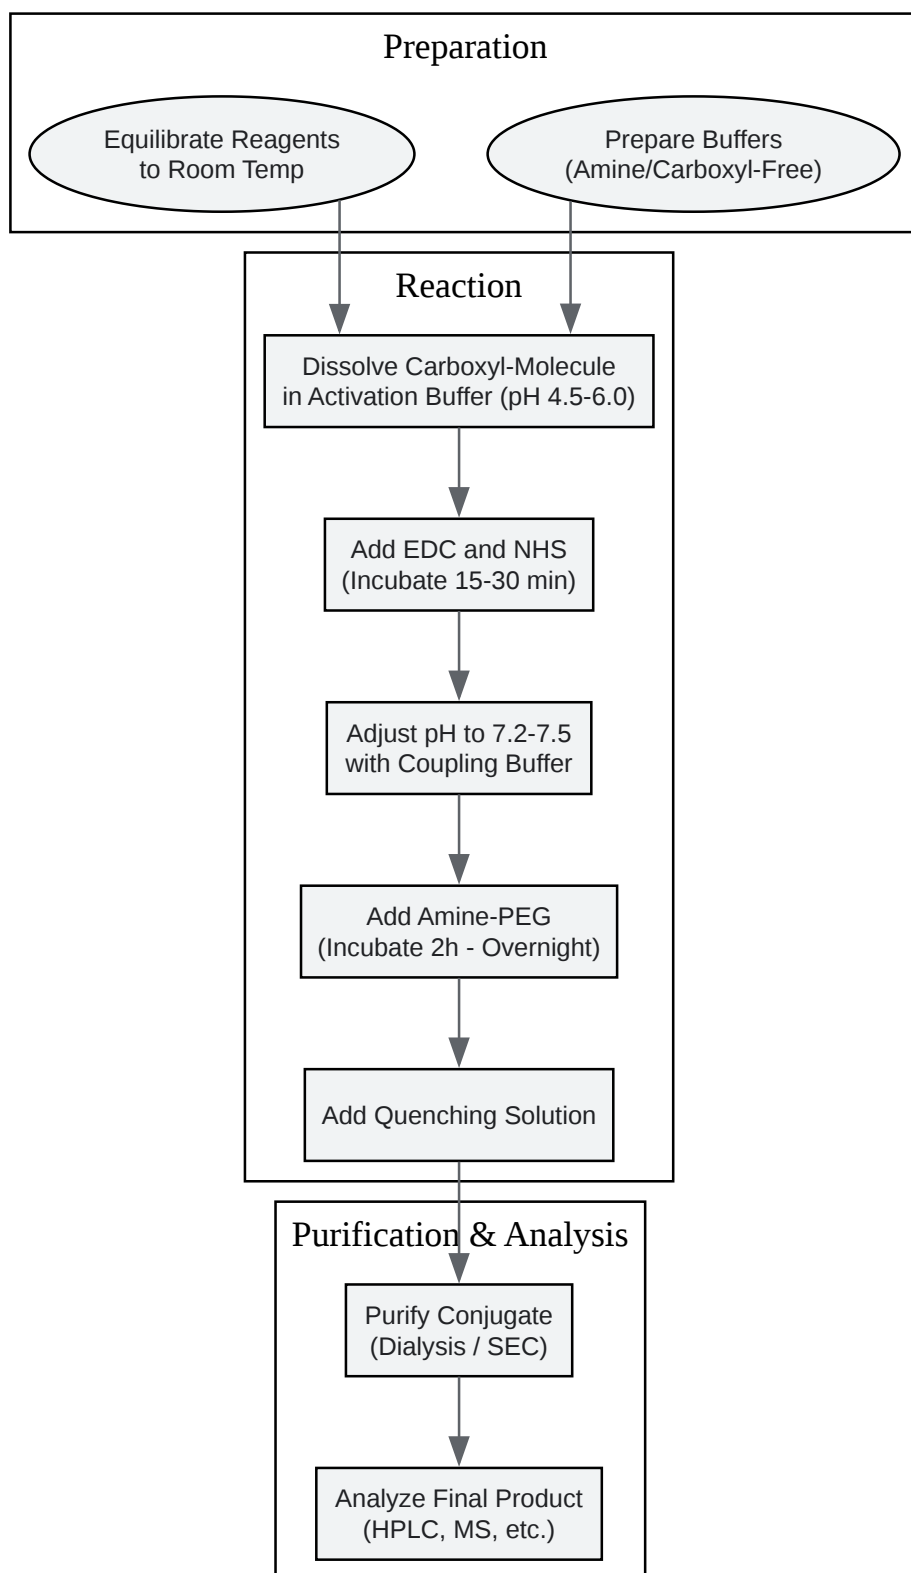 Preparation
Equilibrate Reagents
to Room Temp
Prepare Buffers
(Amine/Carboxyl-Free)
Reaction
Dissolve Carboxyl-Molecule
in Activation Buffer (pH 4.5-6.0)
Add EDC and NHS
(Incubate 15-30 min)
Adjust pH to 7.2-7.5
with Coupling Buffer
Add Amine-PEG
(Incubate 2h - Overnight)
Add Quenching Solution
Purification & Analysis
Purify Conjugate
(Dialysis / SEC)
Analyze Final Product
(HPLC, MS, etc.)